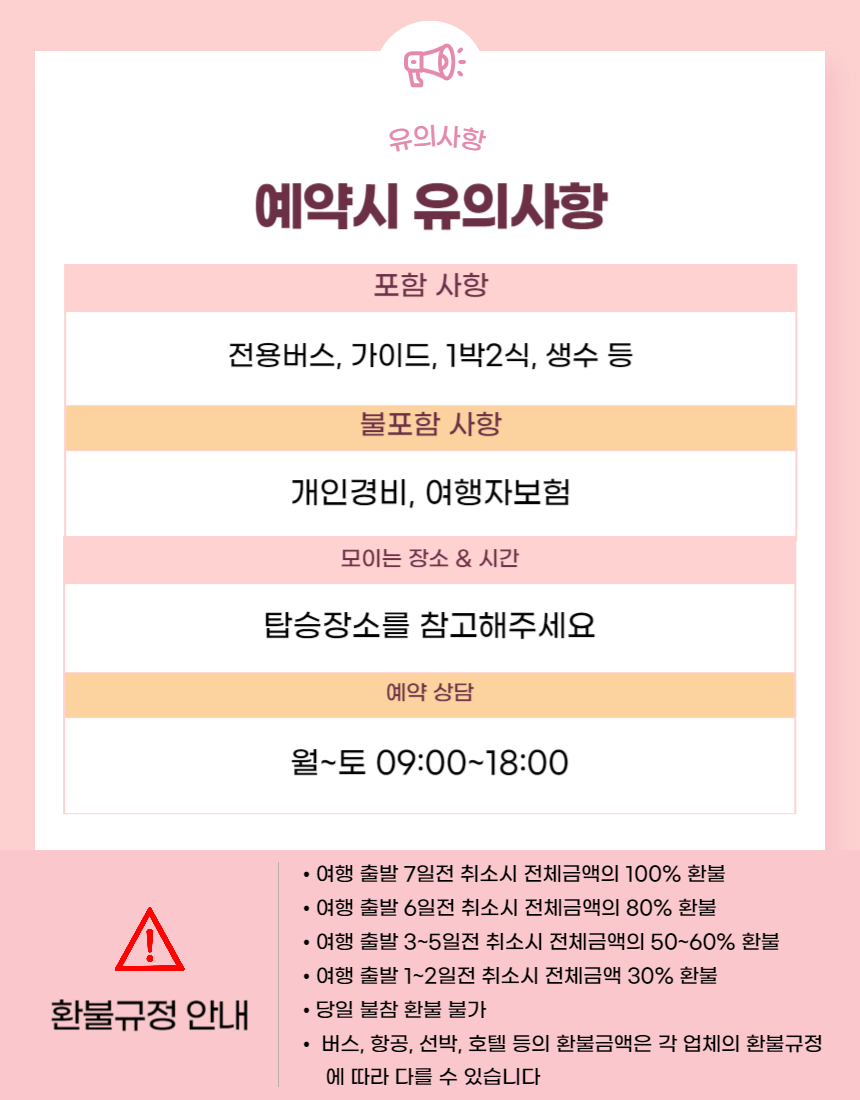 유의사항
예약시 유의사항
포함 사항
전용버스, 가이드, 1박2식, 생수 등
불포함 사항
개인경비, 여행자보험
모이는 장소 & 시간
탑승장소를 참고해주세요
예약 상담
월~토 09:00~18:00
환불규정 안내
• 여행 출발 7일전 취소시 전체금액의 100% 환불
• 여행 출발 6일전 취소시 전체금액의 80% 환불
• 여행 출발 3~5일전 취소시 전체금액의 50~60% 환불
• 여행 출발 1~2일전 취소시 전체금액 30% 환불
• 당일 불참 환불 불가
• 버스, 항공, 선박, 호텔 등의 환불금액은 각 업체의 환불규정
에 따라 다를 수 있습니다